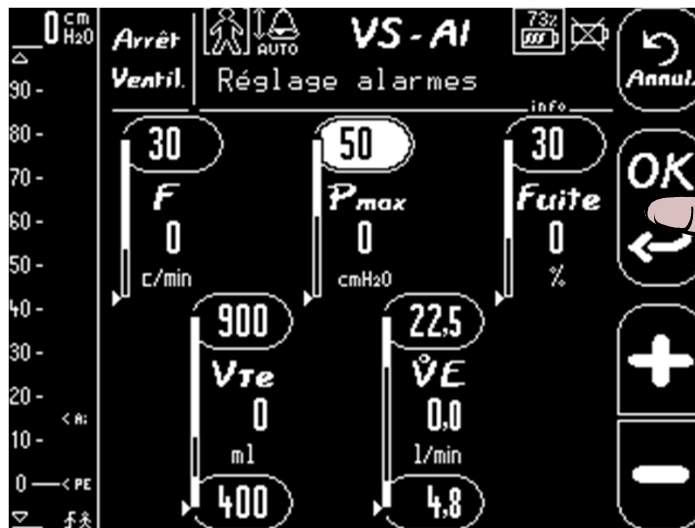 0 cm H2O
Arrêt Ventil.
AUTO
VS-AI
73%
Réglage alarmes
Annul.
info
90 -
80 -
70 -
60 -
50 -
40 -
30 -
20 -
< Ai
10 -
0 — < PE
30
50
30
F
Pmax
Fuite
0
0
0
c/min
cmH2O
%
900
22,5
VTe
V̊E
0
0,0
ml
l/min
400
4,8
OK